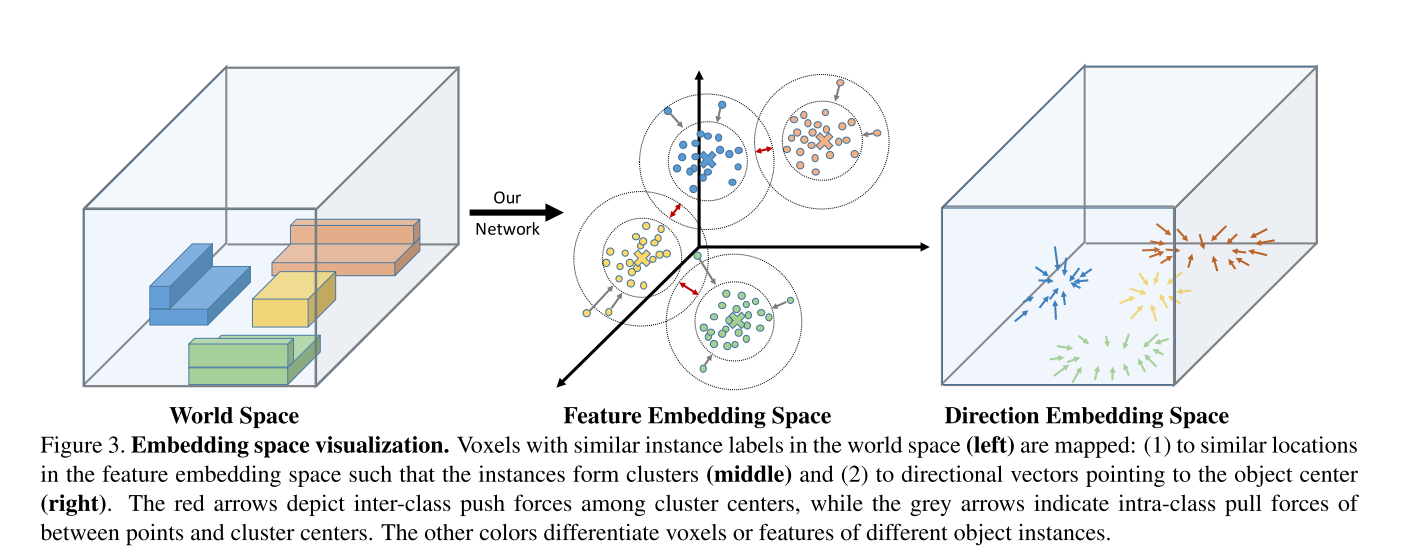 Our
Network
World Space
Feature Embedding Space
Direction Embedding Space
Figure 3. Embedding space visualization. Voxels with similar instance labels in the world space (left) are mapped: (1) to similar locations
in the feature embedding space such that the instances form clusters (middle) and (2) to directional vectors pointing to the object center
(right). The red arrows depict inter-class push forces among cluster centers, while the grey arrows indicate intra-class pull forces of
between points and cluster centers. The other colors differentiate voxels or features of different object instances.